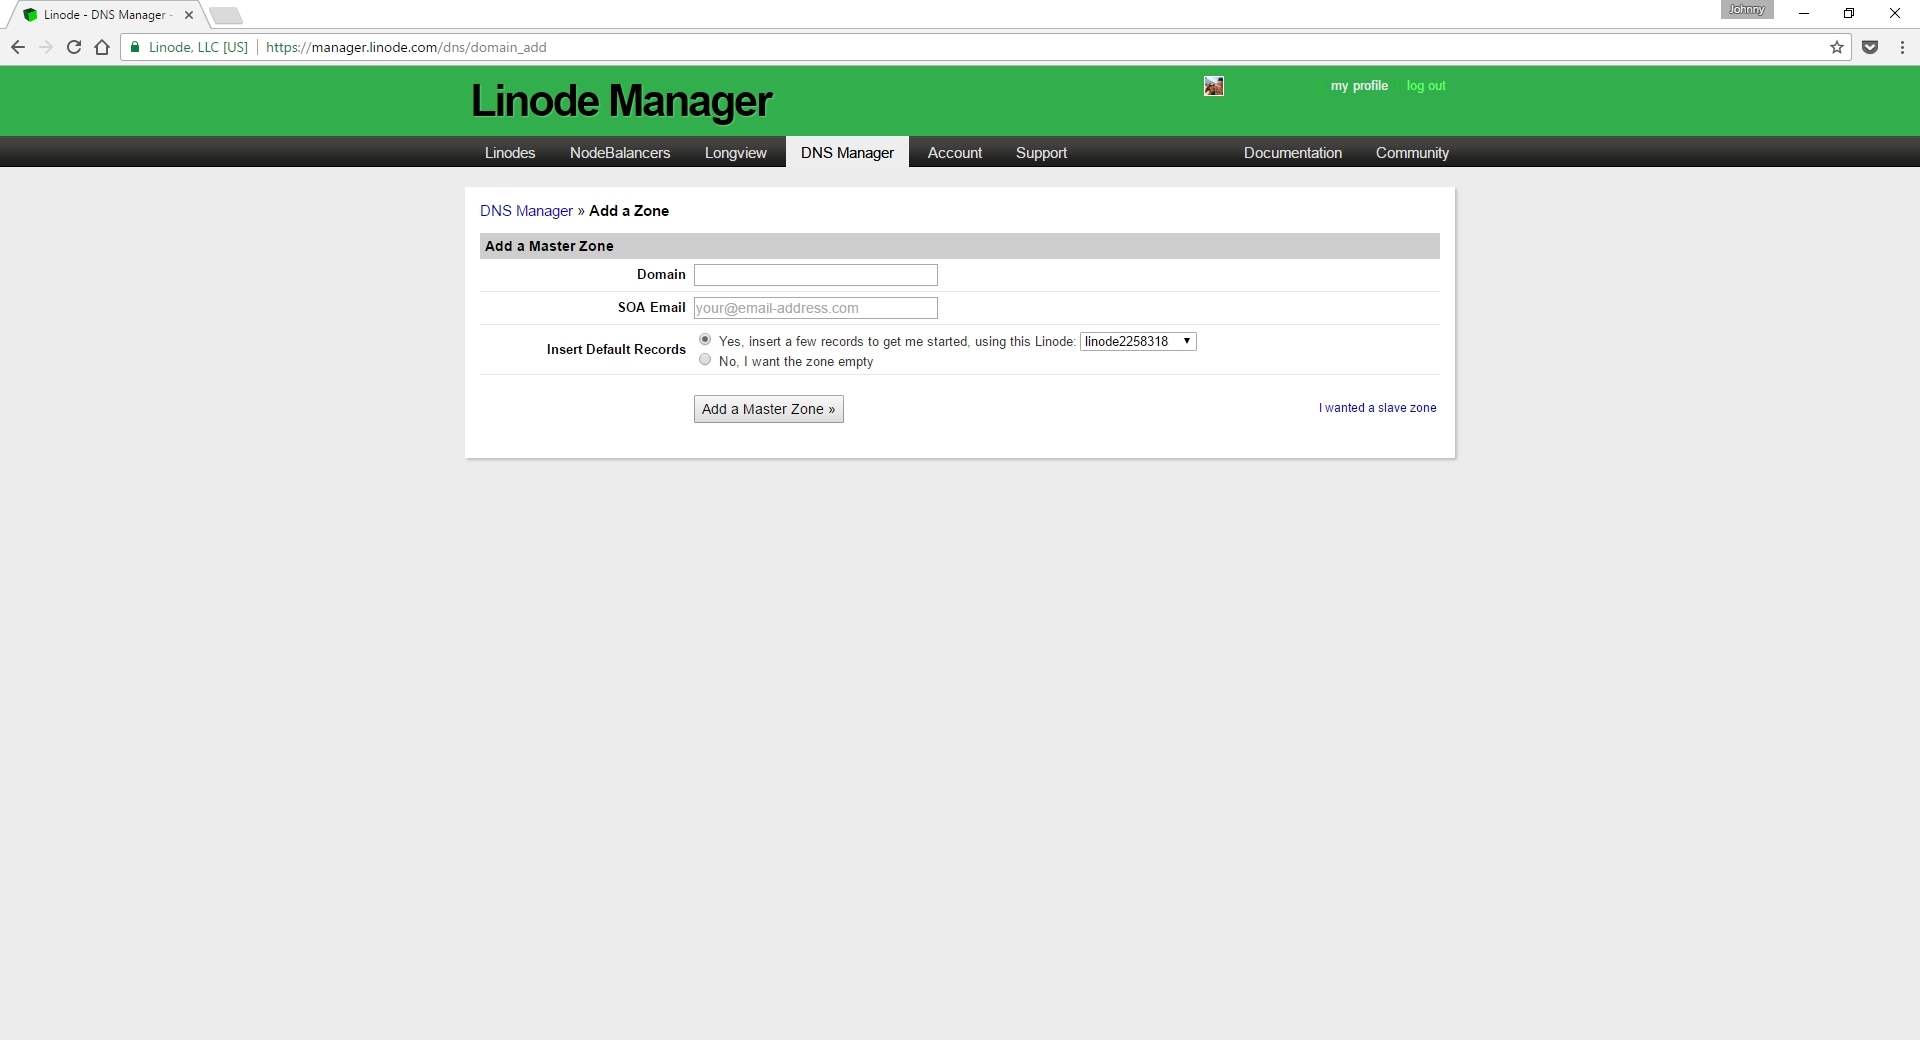 Linode - DNS Manager -
Johnny
Linode, LLC [US] https://manager.linode.com/dns/domain_add
Linode Manager
my profile log out
Linodes NodeBalancers Longview DNS Manager Account Support Documentation Community
DNS Manager » Add a Zone
Add a Master Zone
Domain
SOA Email your@email-address.com
Insert Default Records
Yes, insert a few records to get me started, using this Linode: linode2258318
No, I want the zone empty
Add a Master Zone » I wanted a slave zone